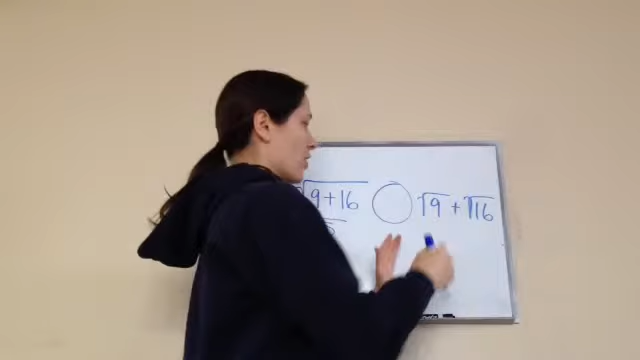 √9+16 ◯ √9 + √16